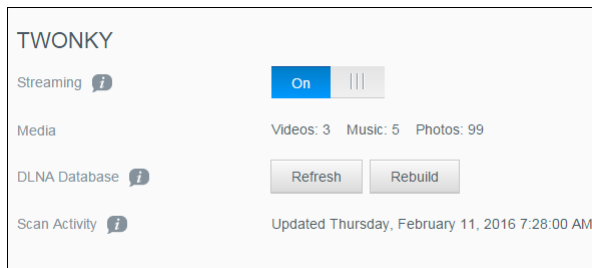 TWONKY
Streaming On
Media Videos: 3 Music: 5 Photos: 99
DLNA Database Refresh Rebuild
Scan Activity Updated Thursday, February 11, 2016 7:28:00 AM